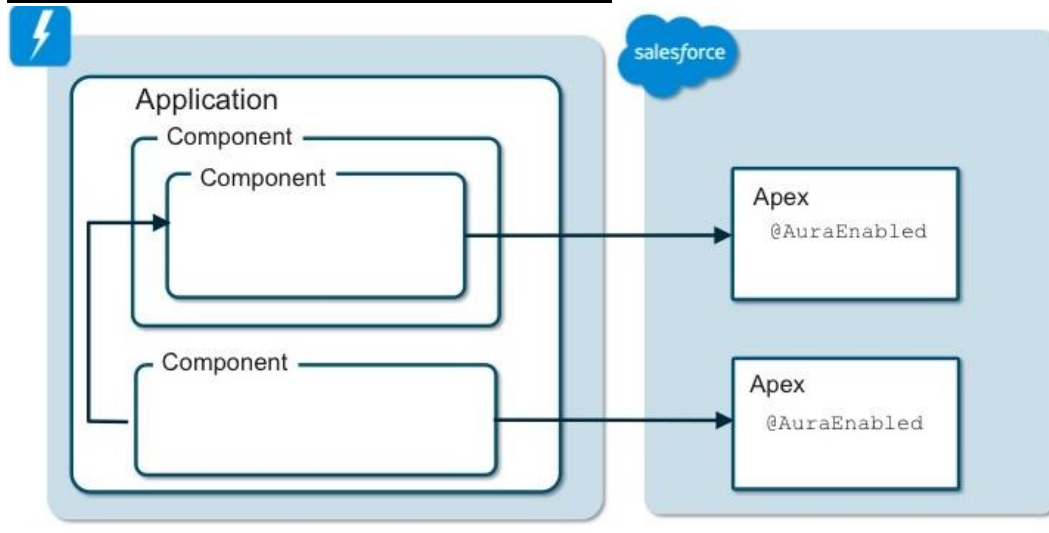 Application
Component
Component
Component
salesforce
Apex
@AuraEnabled
Apex
@AuraEnabled